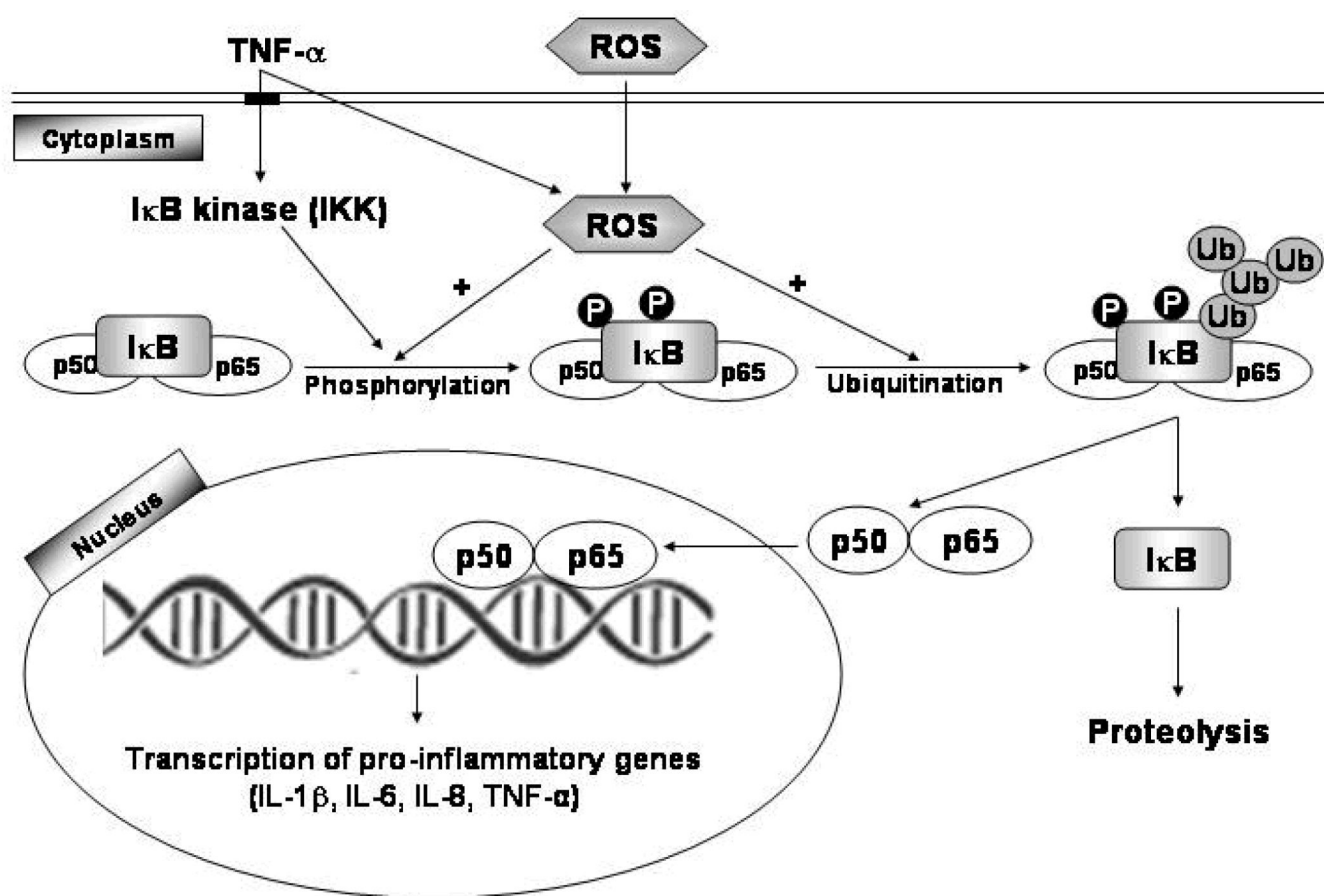 TNF-α
ROS
Cytoplasm
IκB kinase (IKK)
ROS
+
+
Ub
Ub
Ub
Ub
P
P
P
P
p50
IκB
p65
Phosphorylation
p50
IκB
p65
Ubiquitination
p50
IκB
p65
Nucleus
p50
p65
p50
p65
IκB
Proteolysis
Transcription of pro-inflammatory genes
(IL-1β, IL-6, IL-8, TNF-α)